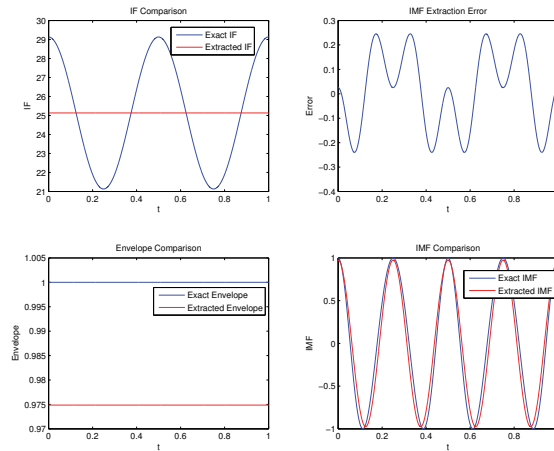 IF Comparison
30
29
28
27
26
25
24
23
22
21
0
0.2
0.4
0.6
0.8
1
IF
t
Exact IF
Extracted IF
IMF Extraction Error
0.3
0.2
0.1
0
-0.1
-0.2
-0.3
-0.4
0
0.2
0.4
0.6
0.8
Error
t
Envelope Comparison
1.005
1
0.995
0.99
0.985
0.98
0.975
0.97
0
0.2
0.4
0.6
0.8
1
Envelope
t
Exact Envelope
Extracted Envelope
IMF Comparison
1
0.5
0
-0.5
-1
0
0.2
0.4
0.6
0.8
IMF
t
Exact IMF
Extracted IMF